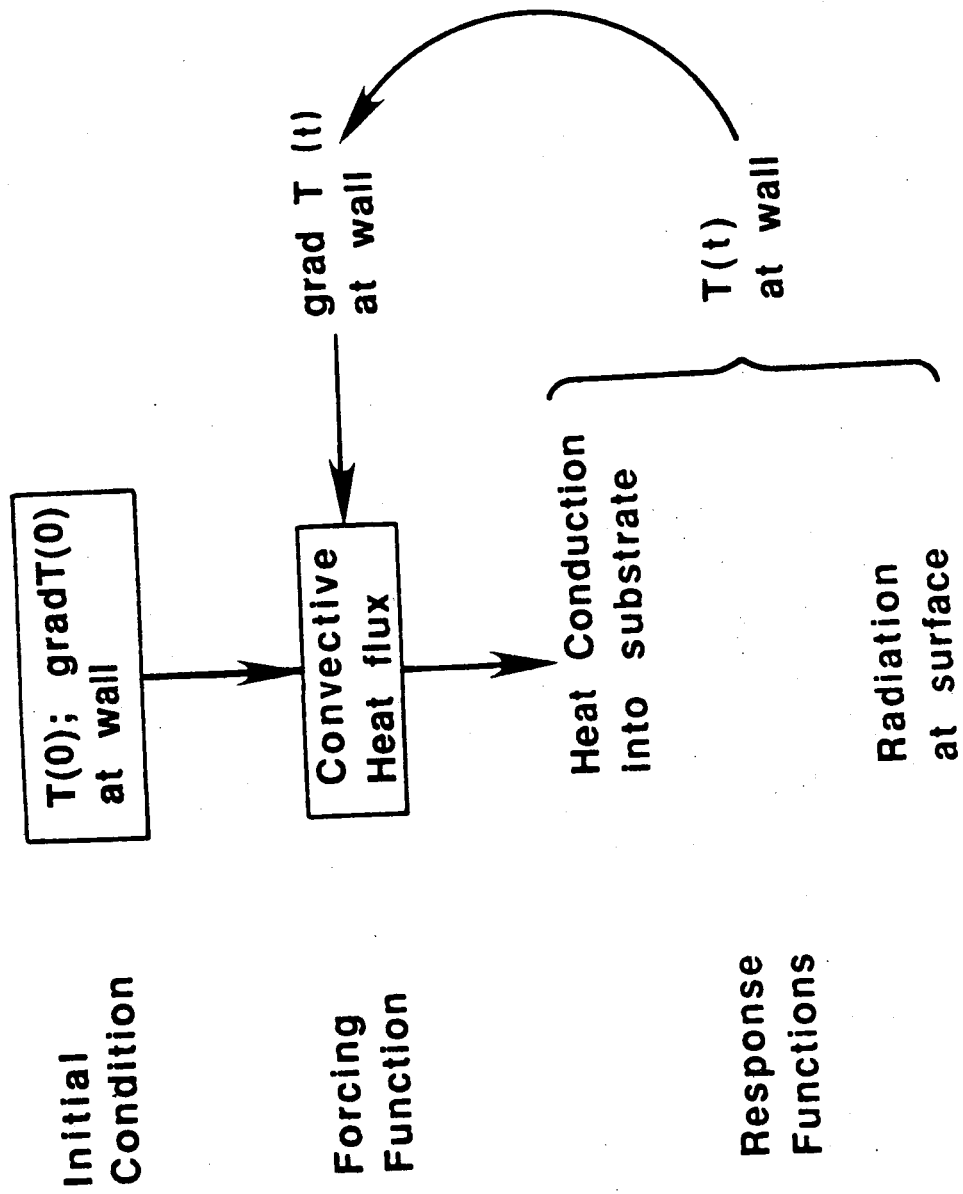 Initial
Condition
T(0); gradT(0)
at wall
Forcing
Function
Convective
Heat flux
grad T (t)
at wall
Response
Functions
Heat Conduction
into substrate
Radiation
at surface
T(t)
at wall